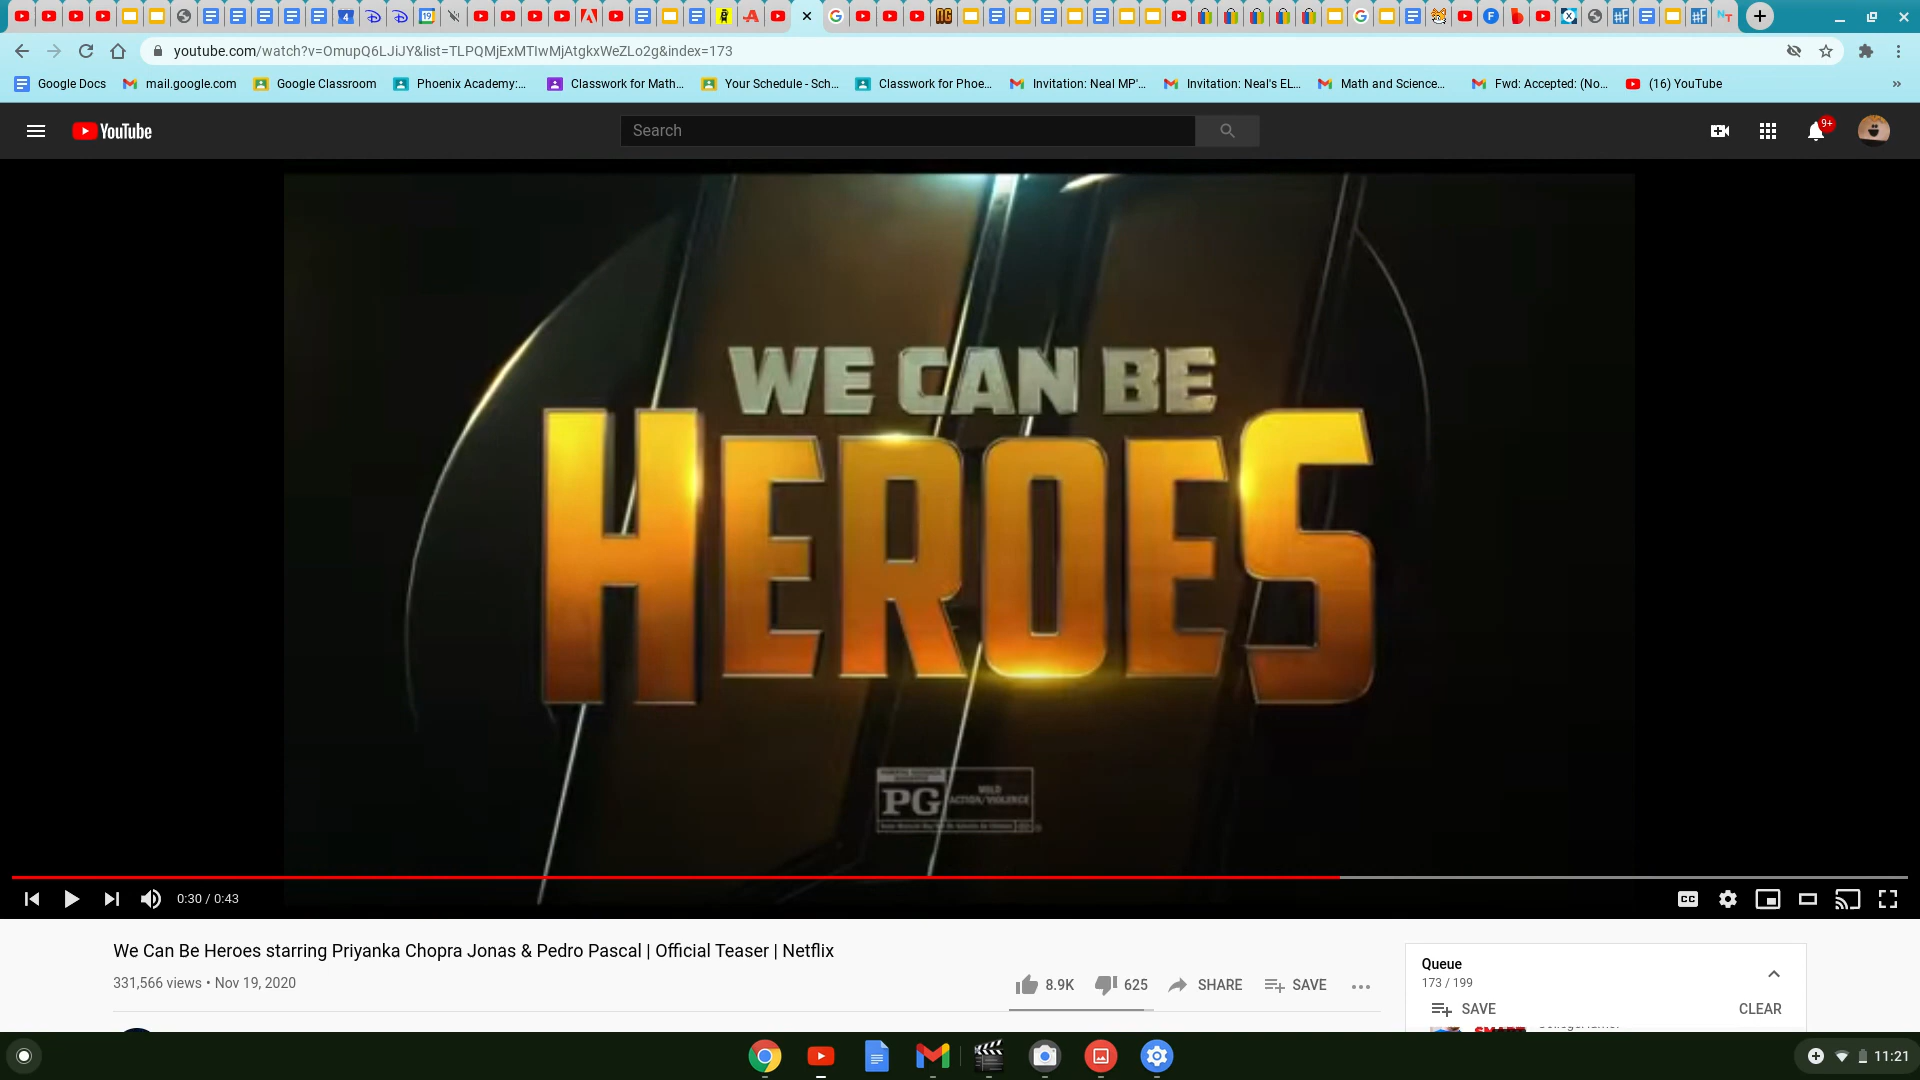 youtube.com/watch?v=OmupQ6LJiJY&list=TLPQMjExMTIwMjAtgkxWeZLo2g&index=173
Google Docs mail.google.com Google Classroom Phoenix Academy:... Classwork for Math... Your Schedule - Sch... Classwork for Phoe... Invitation: Neal MP'... Invitation: Neal's EL... Math and Science... Fwd: Accepted: (No... (16) YouTube »
YouTube Search 9+
WE CAN BE
HEROES
PG MILD
ACTION/VIOLENCE
0:30 / 0:43 CC
We Can Be Heroes starring Priyanka Chopra Jonas & Pedro Pascal | Official Teaser | Netflix
331,566 views • Nov 19, 2020
8.9K 625 SHARE SAVE ...
Queue
173 / 199
SAVE CLEAR
11:21